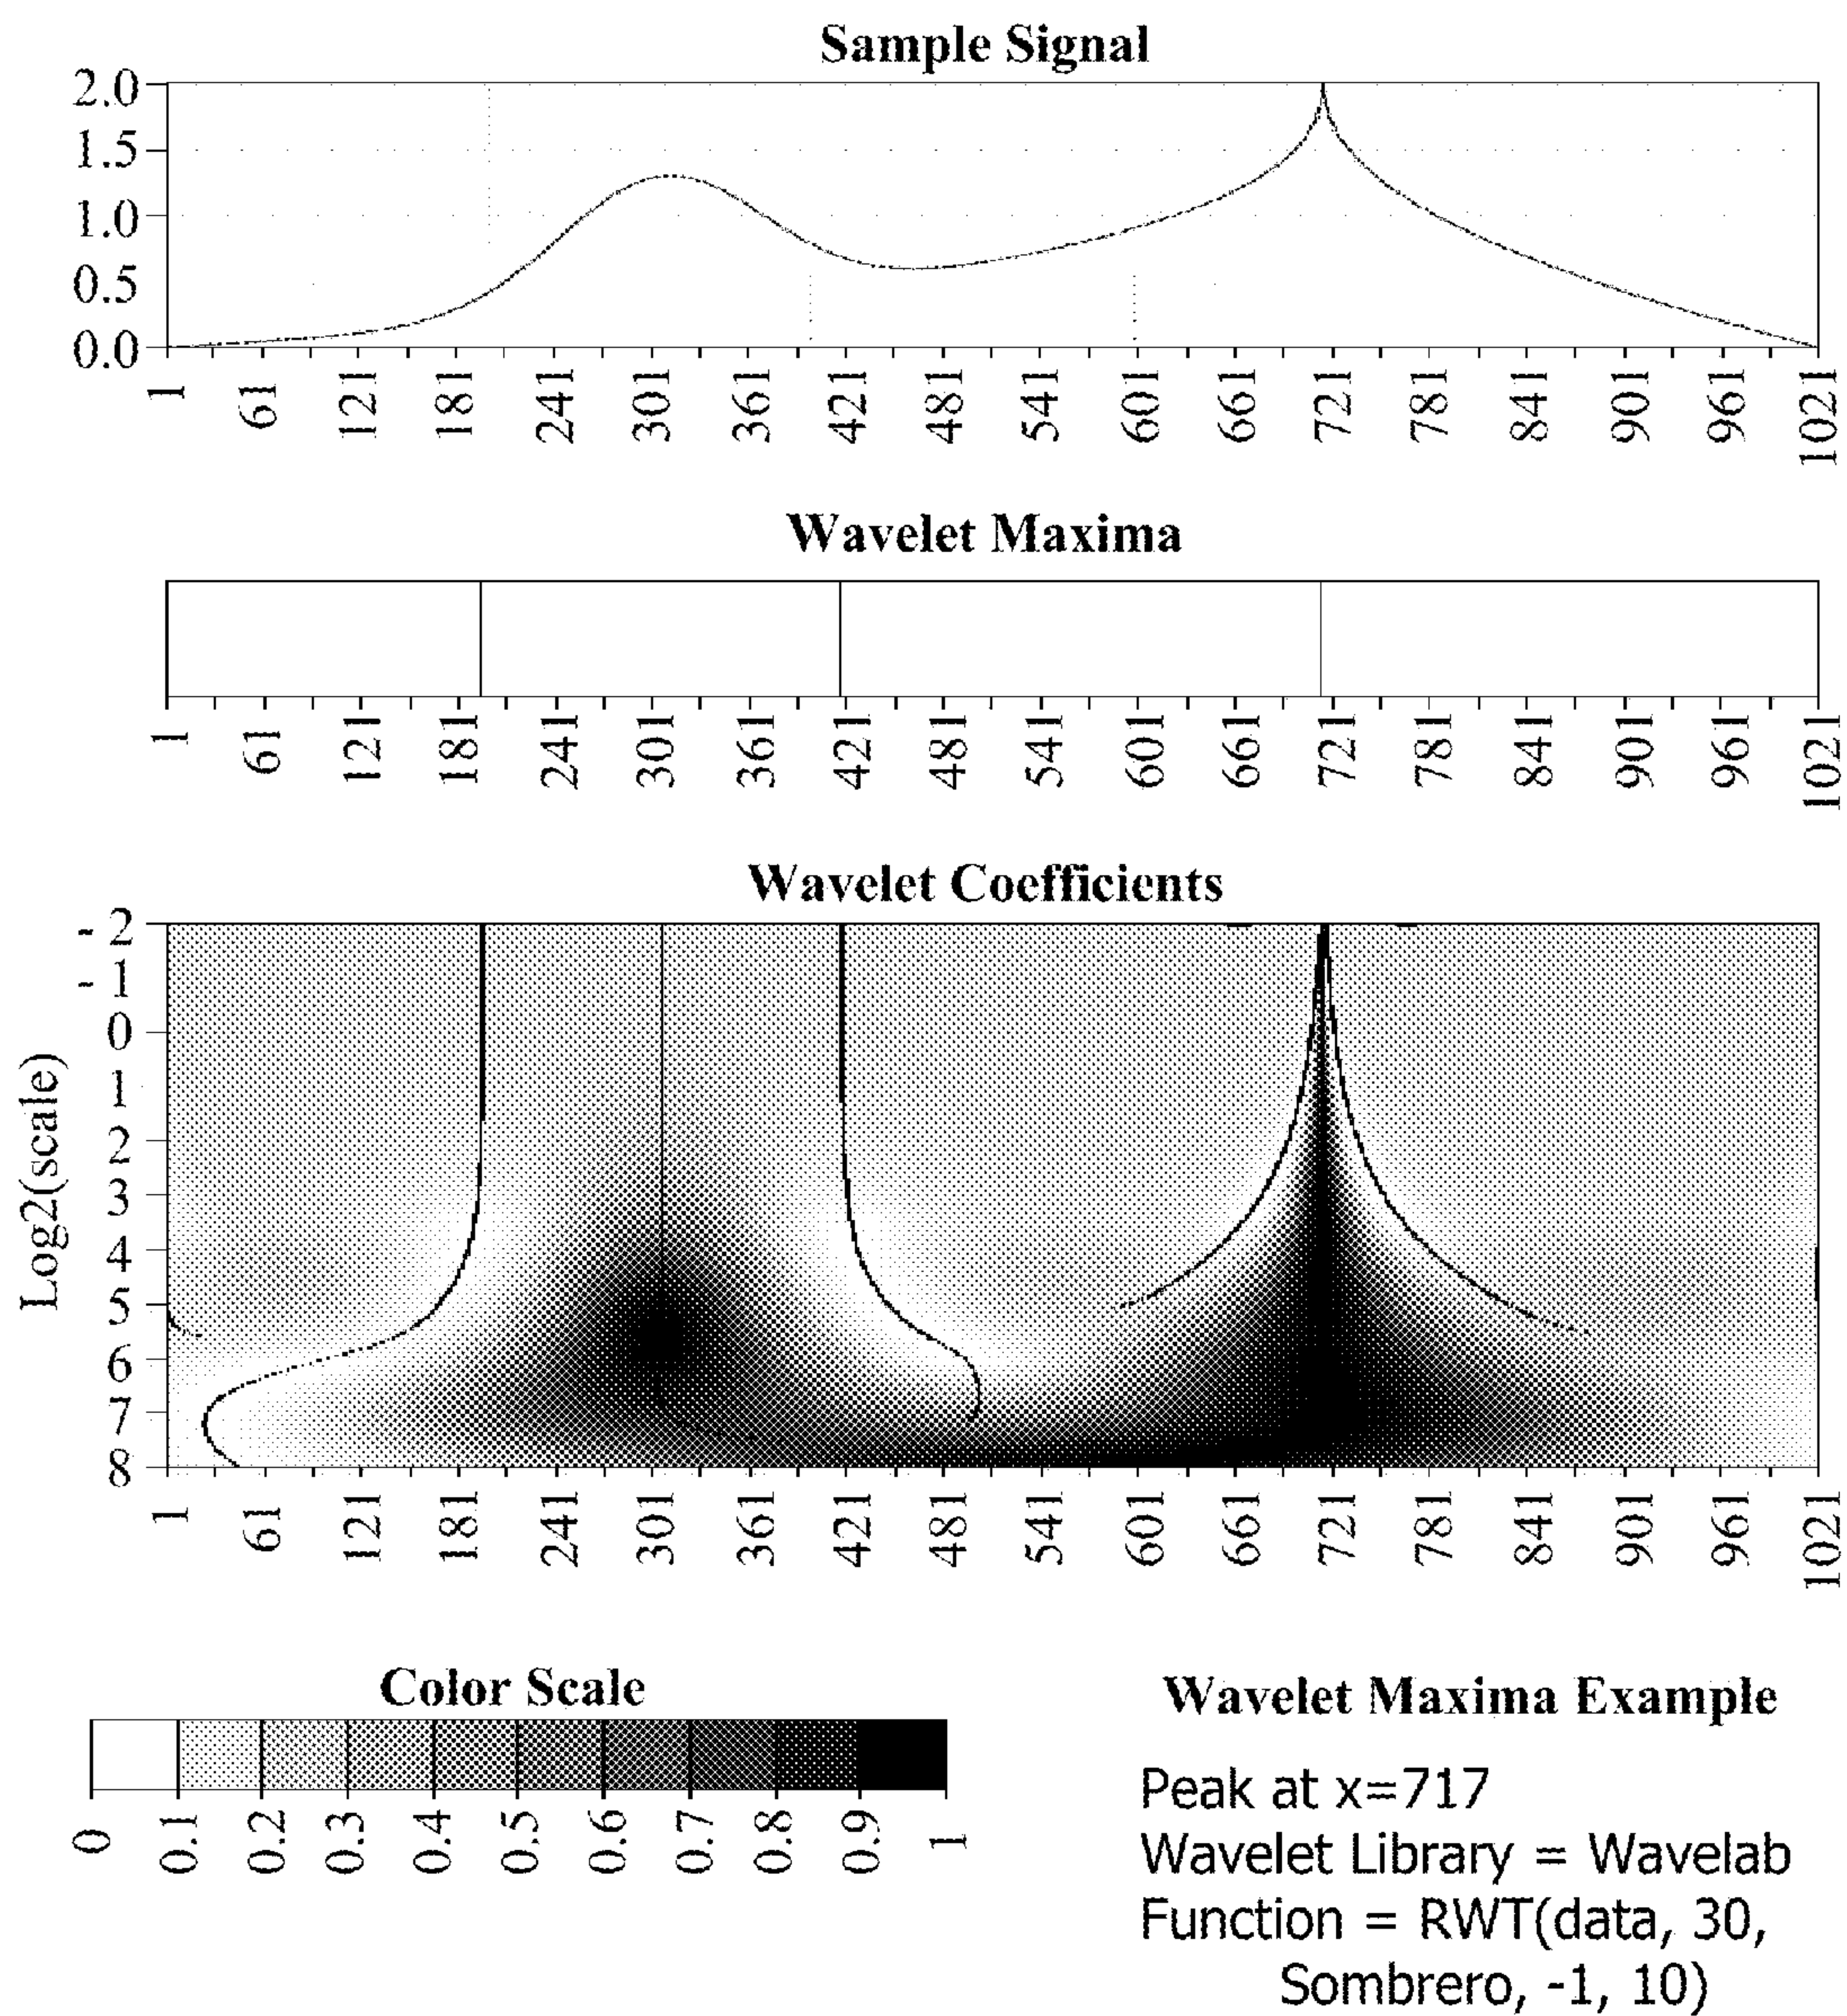 Sample Signal
2.0
1.5
1.0
0.5
0.0
1 61 121 181 241 301 361 421 481 541 601 661 721 781 841 901 961 1021
Wavelet Maxima
1 61 121 181 241 301 361 421 481 541 601 661 721 781 841 901 961 1021
Wavelet Coefficients
Log2(scale)
-2
-1
0
1
2
3
4
5
6
7
8
1 61 121 181 241 301 361 421 481 541 601 661 721 781 841 901 961 1021
Color Scale
0 0.1 0.2 0.3 0.4 0.5 0.6 0.7 0.8 0.9 1
Wavelet Maxima Example
Peak at x=717
Wavelet Library = Wavelab
Function = RWT(data, 30,
Sombrero, -1, 10)